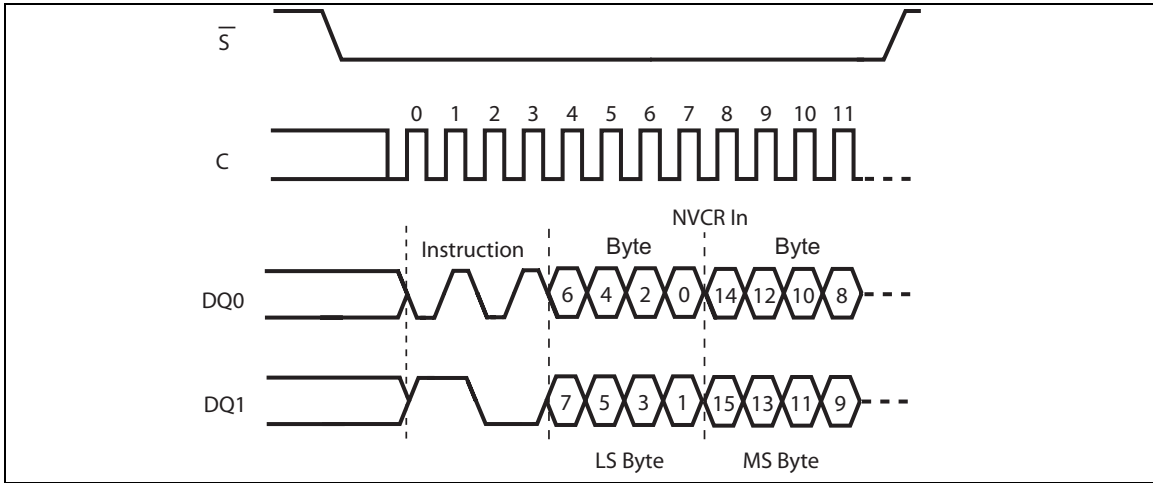 S
0 1 2 3 4 5 6 7 8 9 10 11
C
NVCR In
Instruction Byte Byte
DQ0 6 4 2 0 14 12 10 8
DQ1 7 5 3 1 15 13 11 9
LS Byte MS Byte